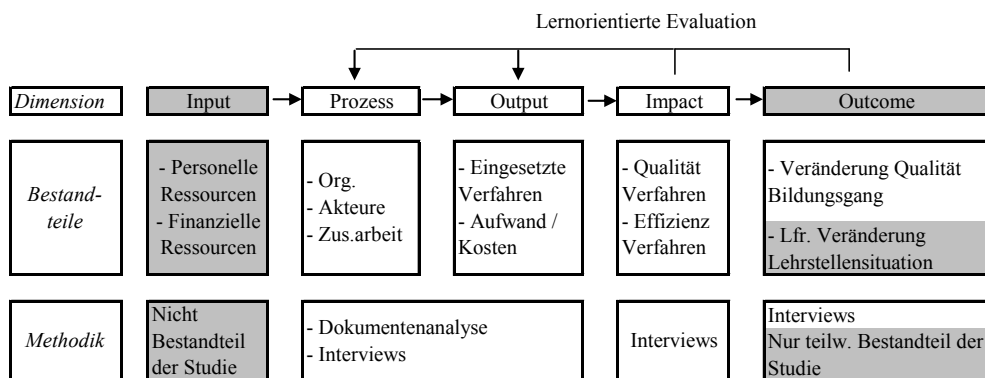 Lernorientierte Evaluation
Dimension
Input
Prozess
Output
Impact
Outcome
Bestand-
teile
- Personelle
Ressourcen
- Finanzielle
Ressourcen
- Org.
- Akteure
- Zus.arbeit
- Eingesetzte
Verfahren
- Aufwand /
Kosten
- Qualität
Verfahren
- Effizienz
Verfahren
- Veränderung Qualität
Bildungsgang
- Lfr. Veränderung
Lehrstellensituation
Methodik
Nicht
Bestandteil
der Studie
- Dokumentenanalyse
- Interviews
Interviews
Interviews
Nur teilw. Bestandteil der
Studie